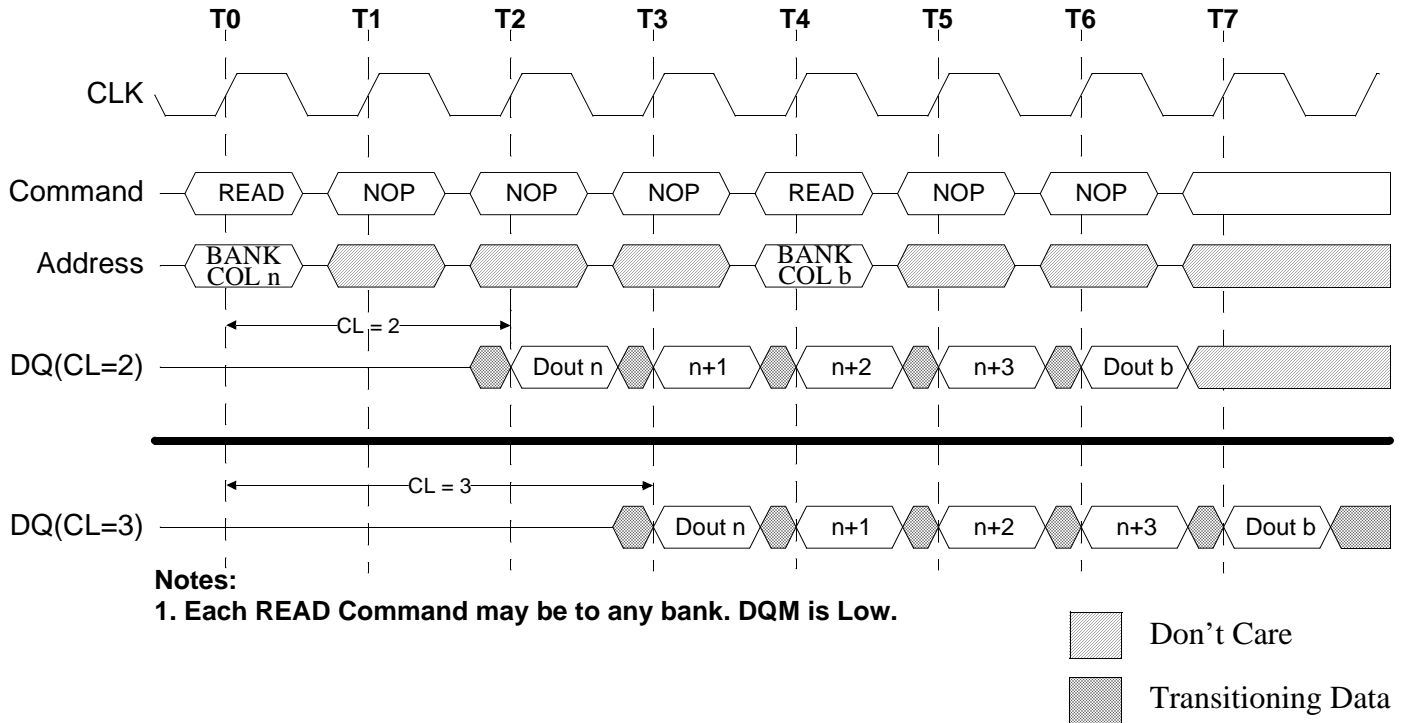 T0 T1 T2 T3 T4 T5 T6 T7
CLK
Command READ NOP NOP NOP READ NOP NOP
Address BANK COL n BANK COL b
CL = 2
DQ(CL=2) Dout n n+1 n+2 n+3 Dout b
CL = 3
DQ(CL=3) Dout n n+1 n+2 n+3 Dout b
Notes:
1. Each READ Command may be to any bank. DQM is Low.
Don't Care
Transitioning Data